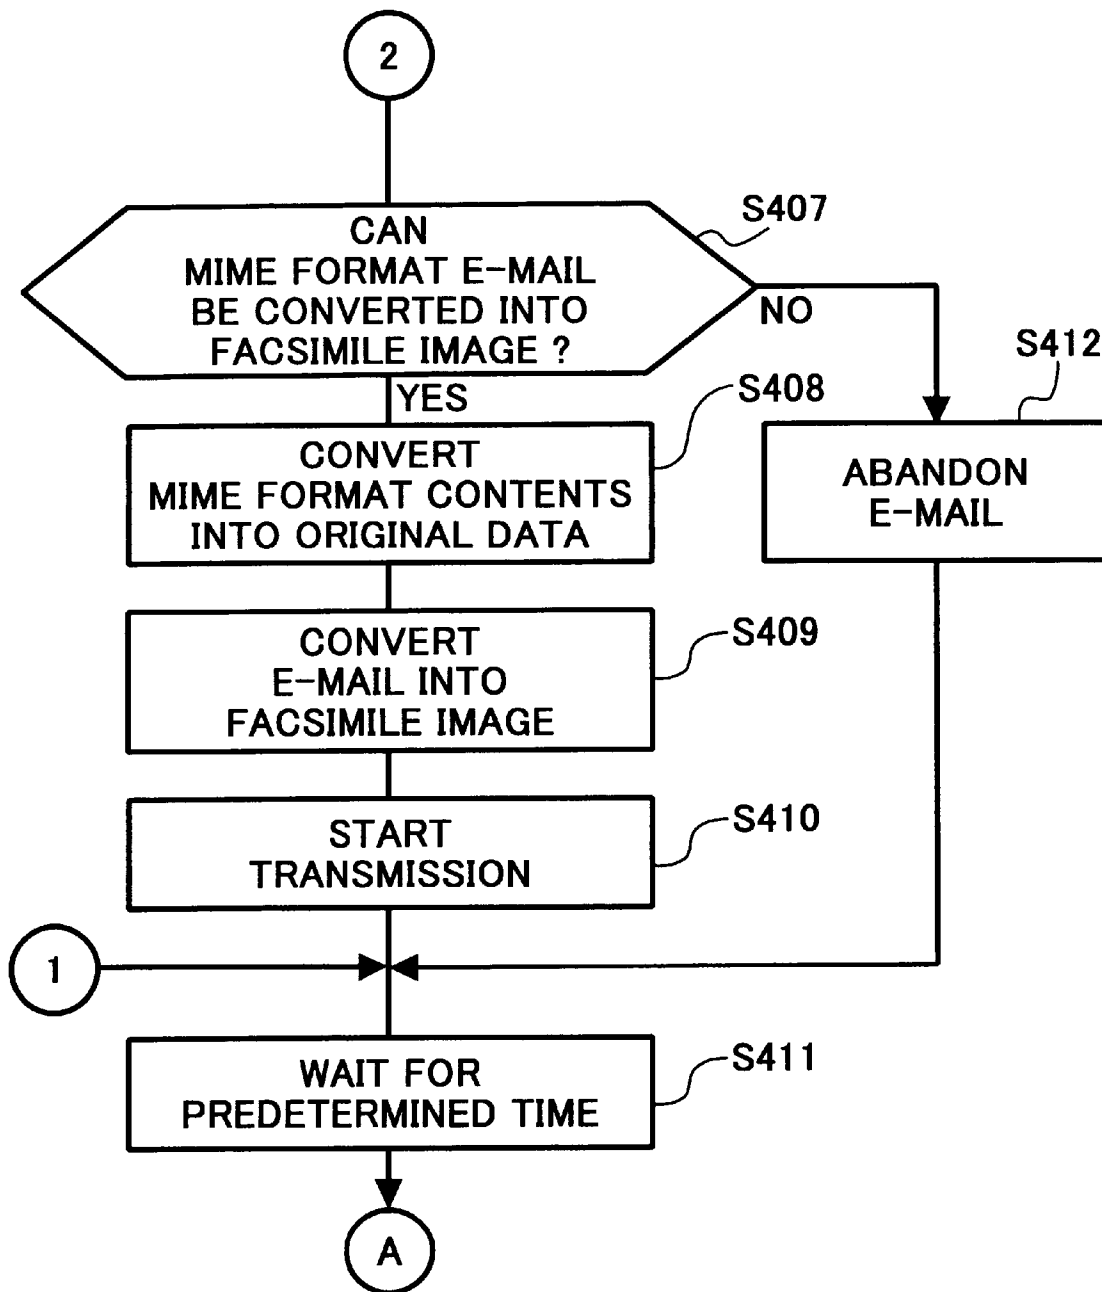 2
CAN
MIME FORMAT E-MAIL
BE CONVERTED INTO
FACSIMILE IMAGE ?
S407
NO
YES
S408
S412
CONVERT
MIME FORMAT CONTENTS
INTO ORIGINAL DATA
ABANDON
E-MAIL
CONVERT
E-MAIL INTO
FACSIMILE IMAGE
S409
START
TRANSMISSION
S410
1
WAIT FOR
PREDETERMINED TIME
S411
A